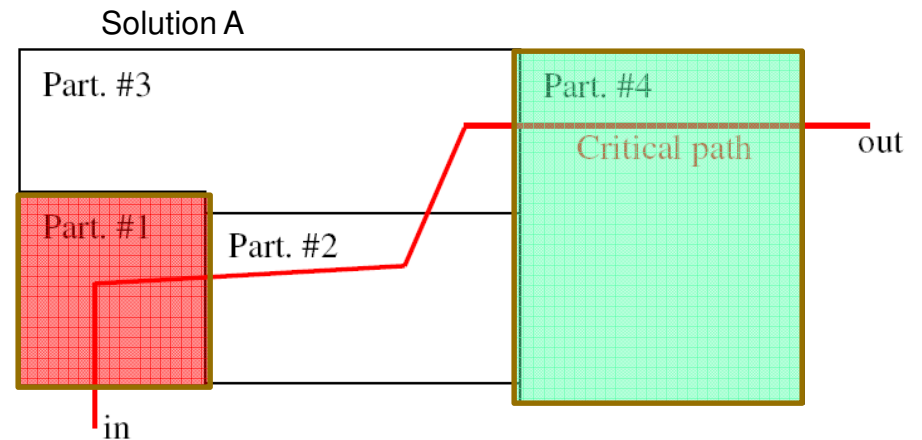 Solution A
Part. #3
Part. #4
Critical path
out
Part. #1
Part. #2
in